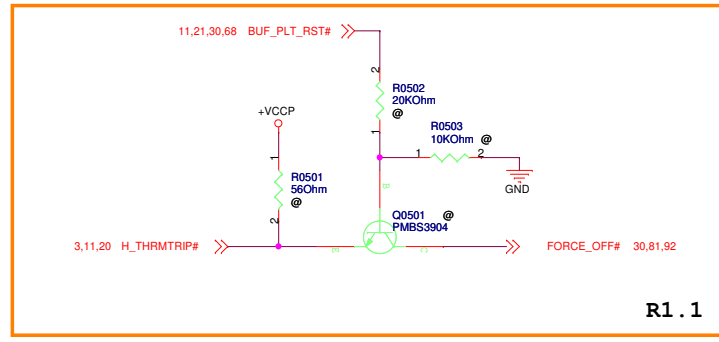 11,21,30,68 BUF_PLT_RST#
2
R0502
20KOhm
@
1
+VCCP
1
R0501
56Ohm
@
2
R0503
10KOhm @
1 2
GND
B
Q0501 @
PMBS3904
3,11,20 H_THRMTRIP#
E
C
FORCE_OFF# 30,81,92
R1.1